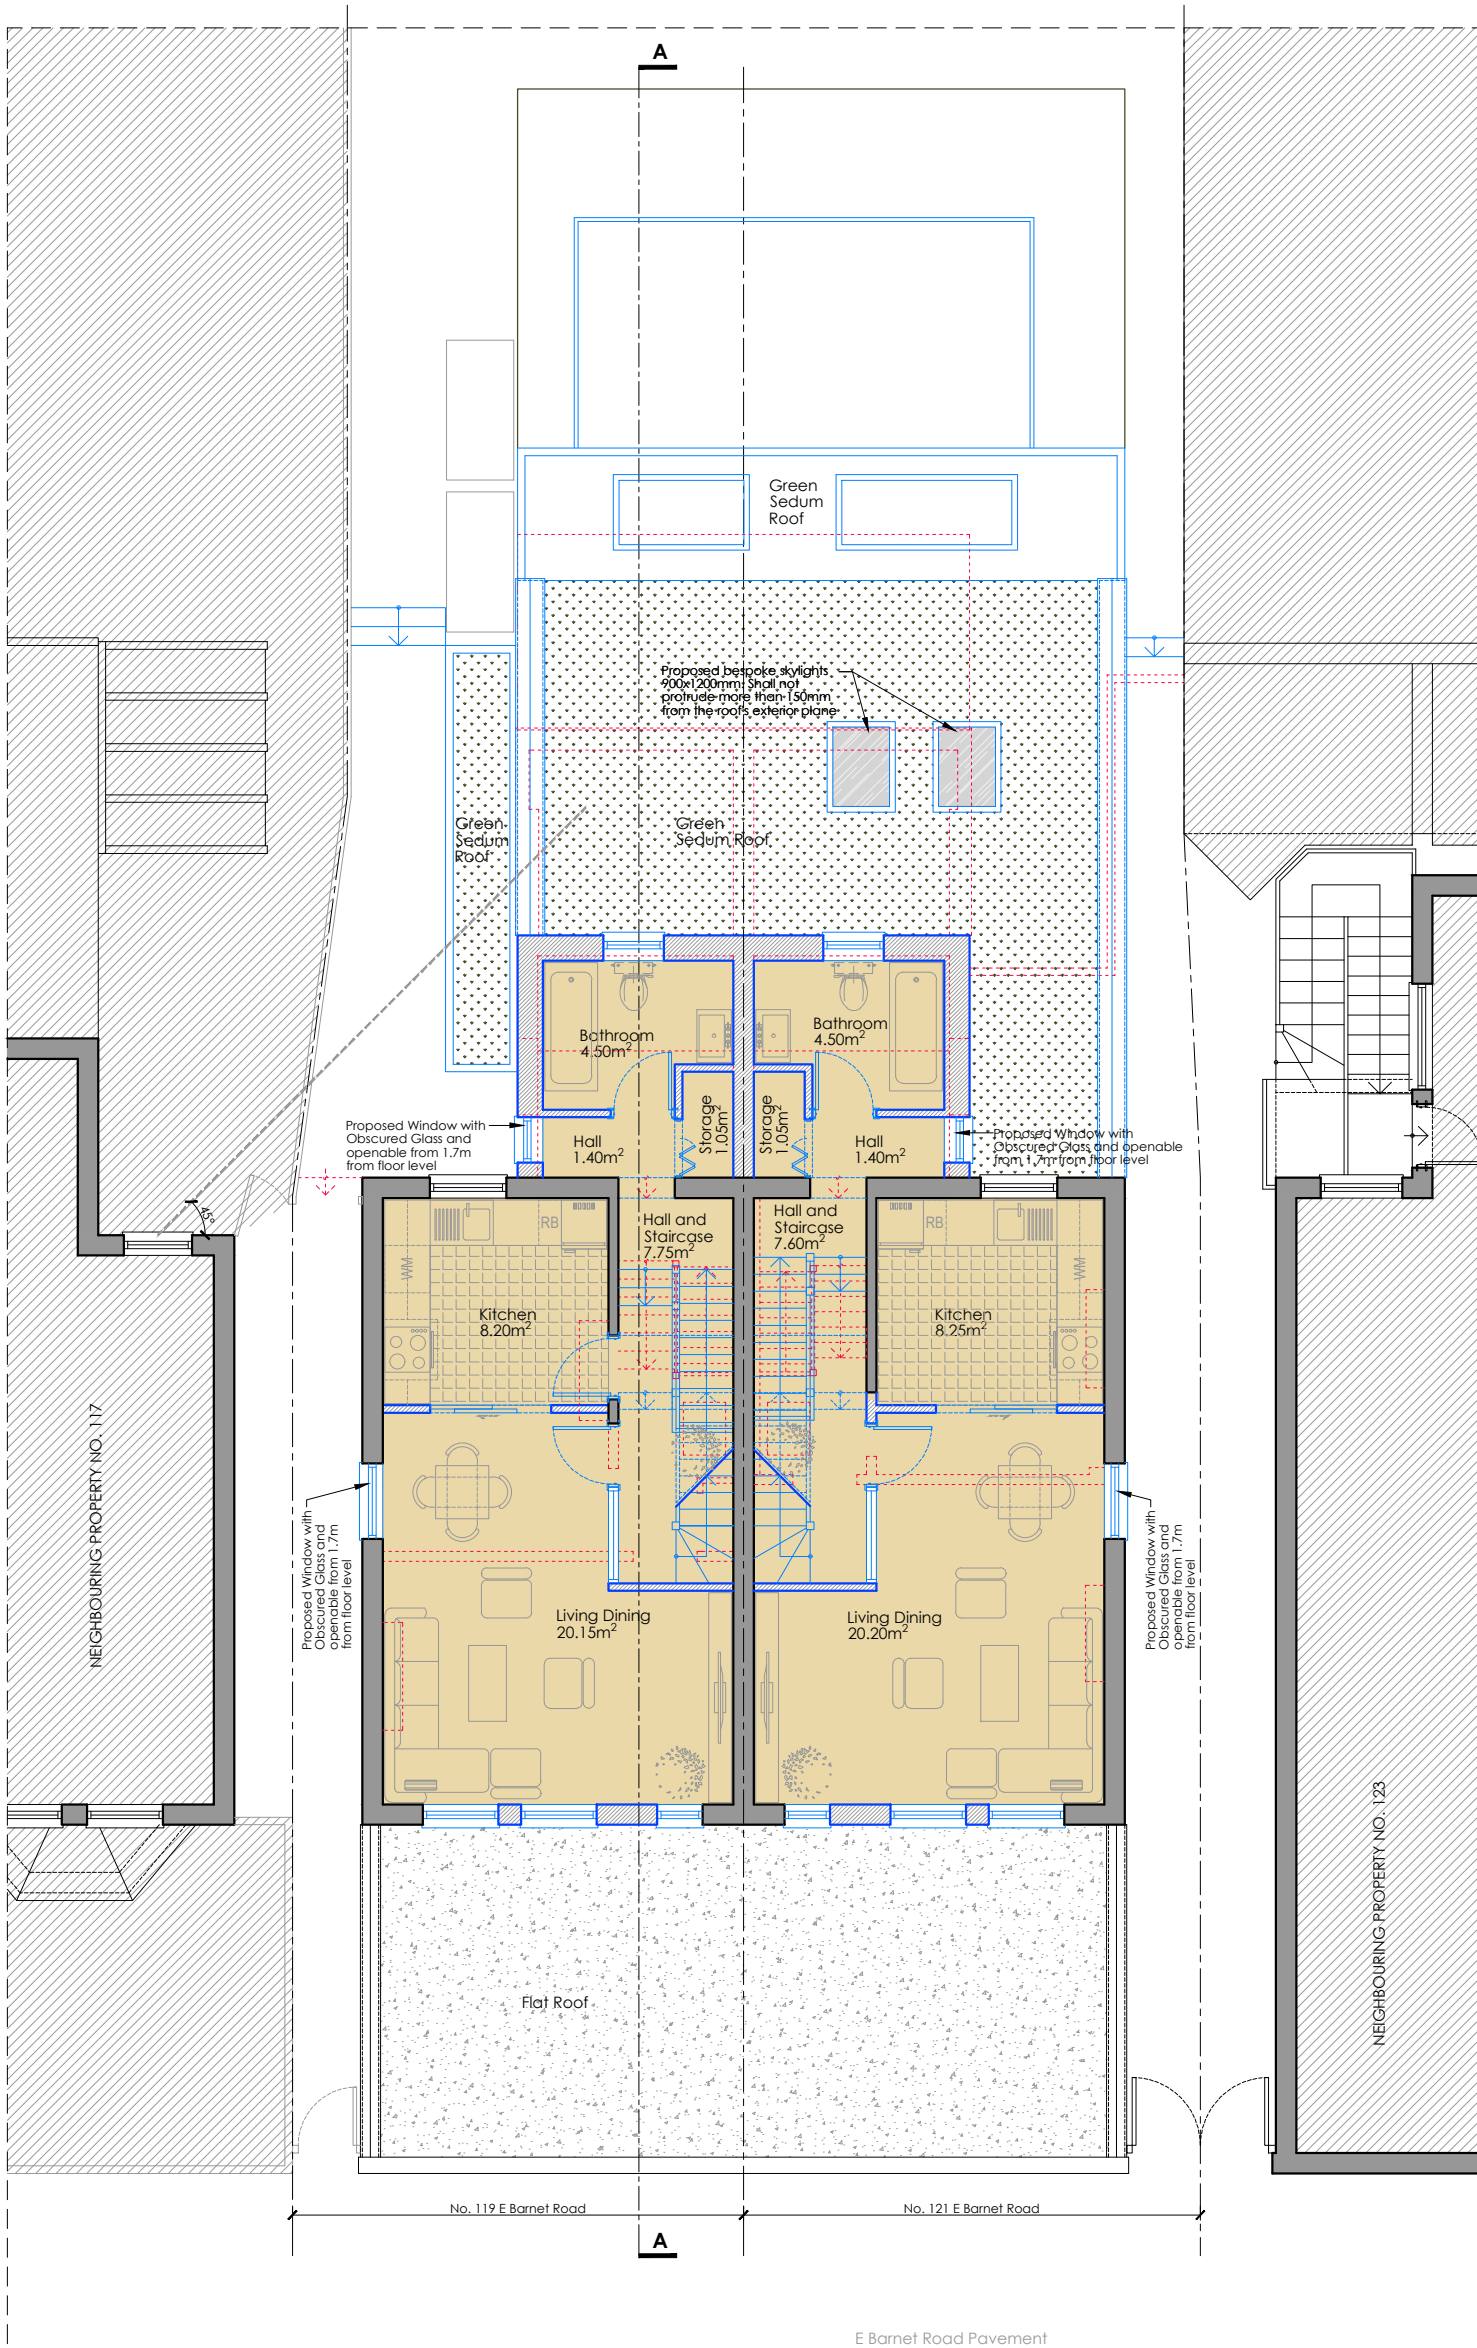 A
Green
Sedum
Roof
Proposed bespoke skylights
900x1200mm. Shall not
protrude more than 150mm
from the roof's exterior plane
Green
Sedum
Roof
Green
Sedum Roof
Bathroom
4.50m²
Bathroom
4.50m²
Storage
1.05m²
Storage
1.05m²
Proposed Window with
Obscured Glass and
openable from 1.7m
from floor level
Hall
1.40m²
Hall
1.40m²
Proposed Window with
Obscured Glass and openable
from 1.7m from floor level
45°
RB
Hall and
Staircase
7.75m²
Hall and
Staircase
7.60m²
RB
WM
WM
Kitchen
8.20m²
Kitchen
8.25m²
NEIGHBOURING PROPERTY NO. 117
Proposed Window with
Obscured Glass and
openable from 1.7m
from floor level
Proposed Window with
Obscured Glass and
openable from 1.7m
from floor level
Living Dining
20.15m²
Living Dining
20.20m²
NEIGHBOURING PROPERTY NO. 123
Flat Roof
No. 119 E Barnet Road
No. 121 E Barnet Road
A
E Barnet Road Pavement